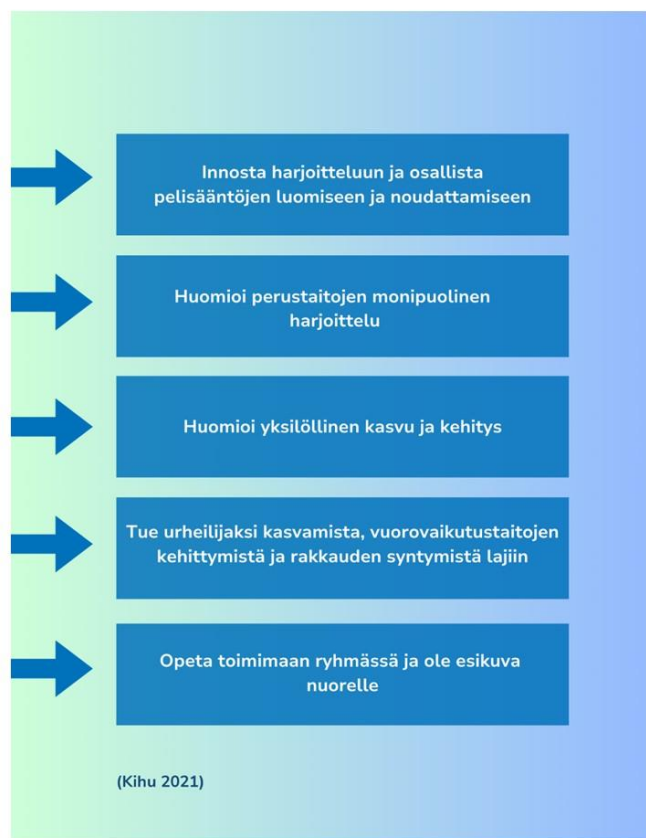 Innosta harjoitteluun ja osallista
pelisääntöjen luomiseen ja noudattamiseen
Huomioi perustaitojen monipuolinen
harjoittelu
Huomioi yksilöllinen kasvu ja kehitys
Tue urheilijaksi kasvamista, vuorovaikutustaitojen
kehittymistä ja rakkauden syntymistä lajiin
Opeta toimimaan ryhmässä ja ole esikuva
nuorelle
(Kihu 2021)